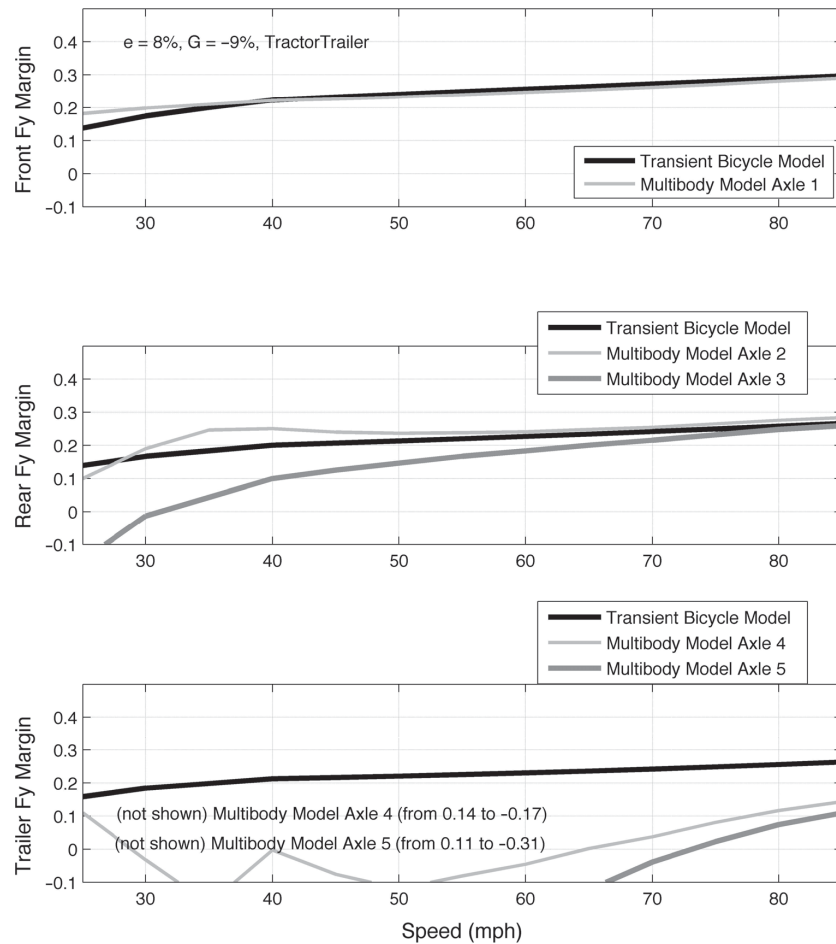 e = 8%, G = –9%, TractorTrailer
Front Fy Margin
0.4
0.3
0.2
0.1
0
–0.1
30 40 50 60 70 80
Transient Bicycle Model
Multibody Model Axle 1
Transient Bicycle Model
Multibody Model Axle 2
Multibody Model Axle 3
Rear Fy Margin
0.4
0.3
0.2
0.1
0
–0.1
30 40 50 60 70 80
Transient Bicycle Model
Multibody Model Axle 4
Multibody Model Axle 5
Trailer Fy Margin
0.4
0.3
0.2
0.1
0
–0.1
(not shown) Multibody Model Axle 4 (from 0.14 to –0.17)
(not shown) Multibody Model Axle 5 (from 0.11 to –0.31)
30 40 50 60 70 80
Speed (mph)